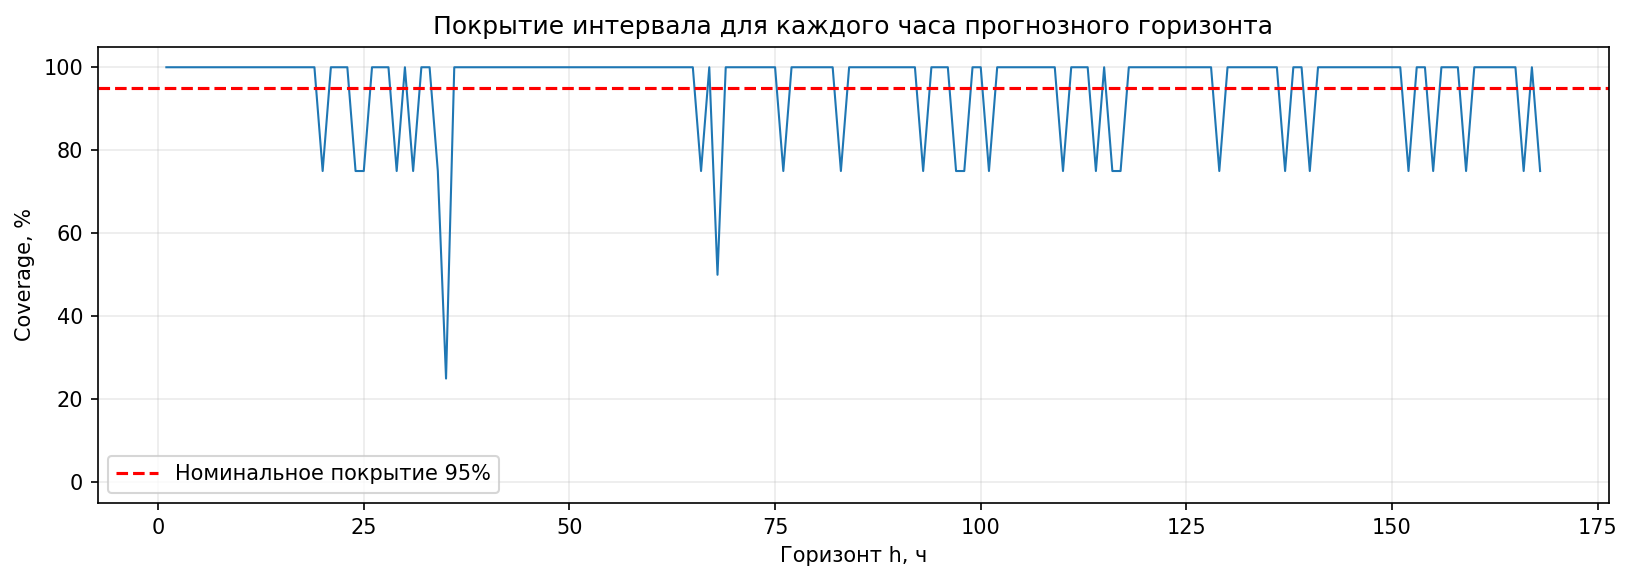 Покрытие интервала для каждого часа прогнозного горизонта
Coverage, %
100
80
60
40
20
0
Номинальное покрытие 95%
0 25 50 75 100 125 150 175
Горизонт h, ч